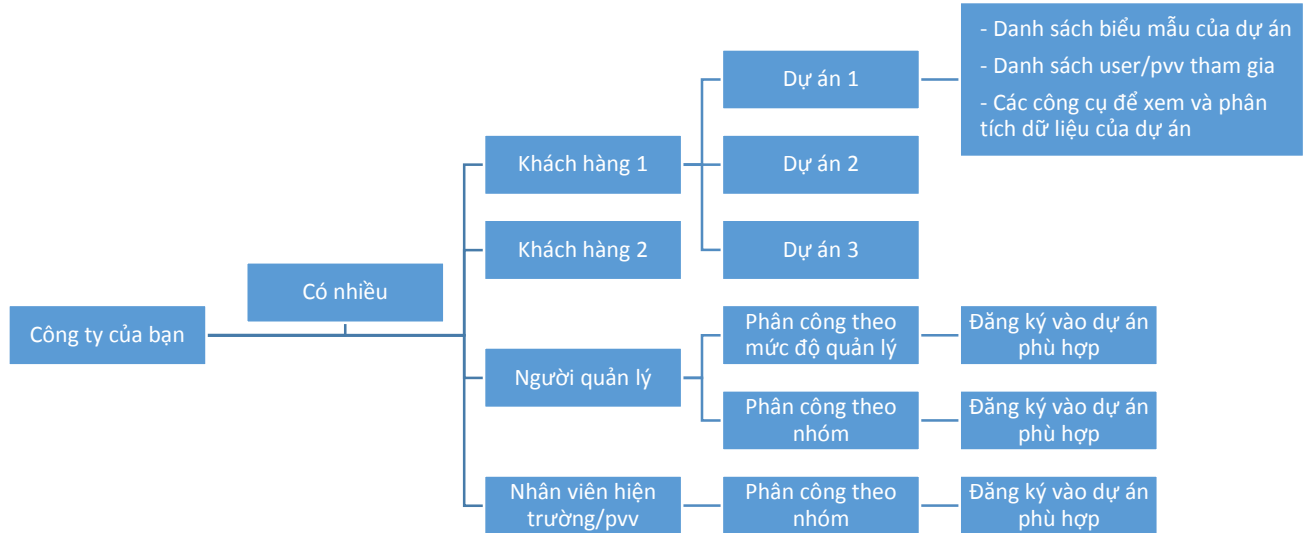 - Danh sách biểu mẫu của dự án
- Danh sách user/pvv tham gia
- Các công cụ để xem và phân
tích dữ liệu của dự án
Dự án 1
Khách hàng 1
Dự án 2
Khách hàng 2
Dự án 3
Có nhiều
Công ty của bạn
Người quản lý
Phân công theo
mức độ quản lý
Đăng ký vào dự án
phù hợp
Phân công theo
nhóm
Đăng ký vào dự án
phù hợp
Nhân viên hiện
trường/pvv
Phân công theo
nhóm
Đăng ký vào dự án
phù hợp